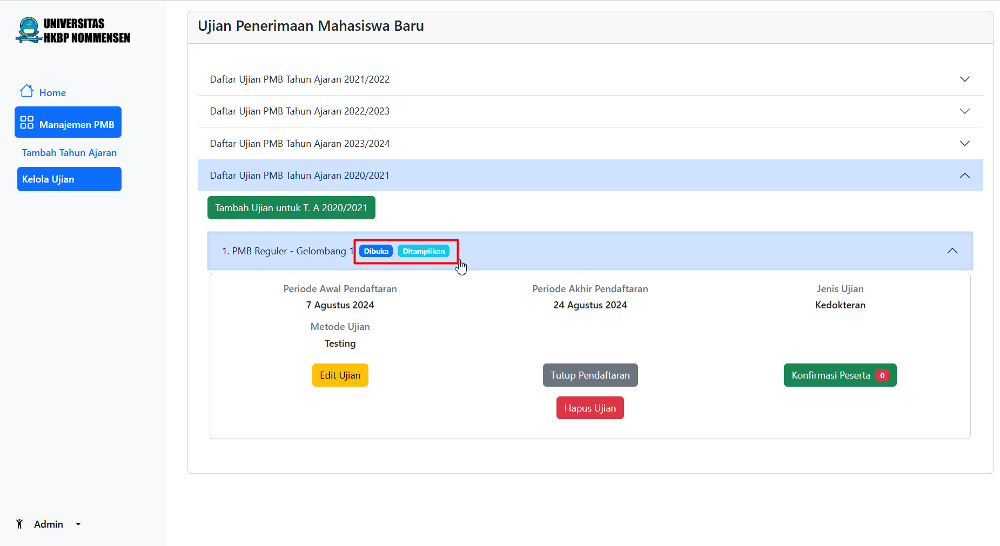 UNIVERSITAS
HKBP NOMMENSEN
Home
Manajemen PMB
Tambah Tahun Ajaran
Kelola Ujian
Admin
Ujian Penerimaan Mahasiswa Baru
Daftar Ujian PMB Tahun Ajaran 2021/2022
Daftar Ujian PMB Tahun Ajaran 2022/2023
Daftar Ujian PMB Tahun Ajaran 2023/2024
Daftar Ujian PMB Tahun Ajaran 2020/2021
Tambah Ujian untuk T. A 2020/2021
1. PMB Reguler - Gelombang 1 Dibuka Ditampilkan
Periode Awal Pendaftaran
7 Agustus 2024
Periode Akhir Pendaftaran
24 Agustus 2024
Jenis Ujian
Kedokteran
Metode Ujian
Testing
Edit Ujian
Tutup Pendaftaran
Konfirmasi Peserta 0
Hapus Ujian